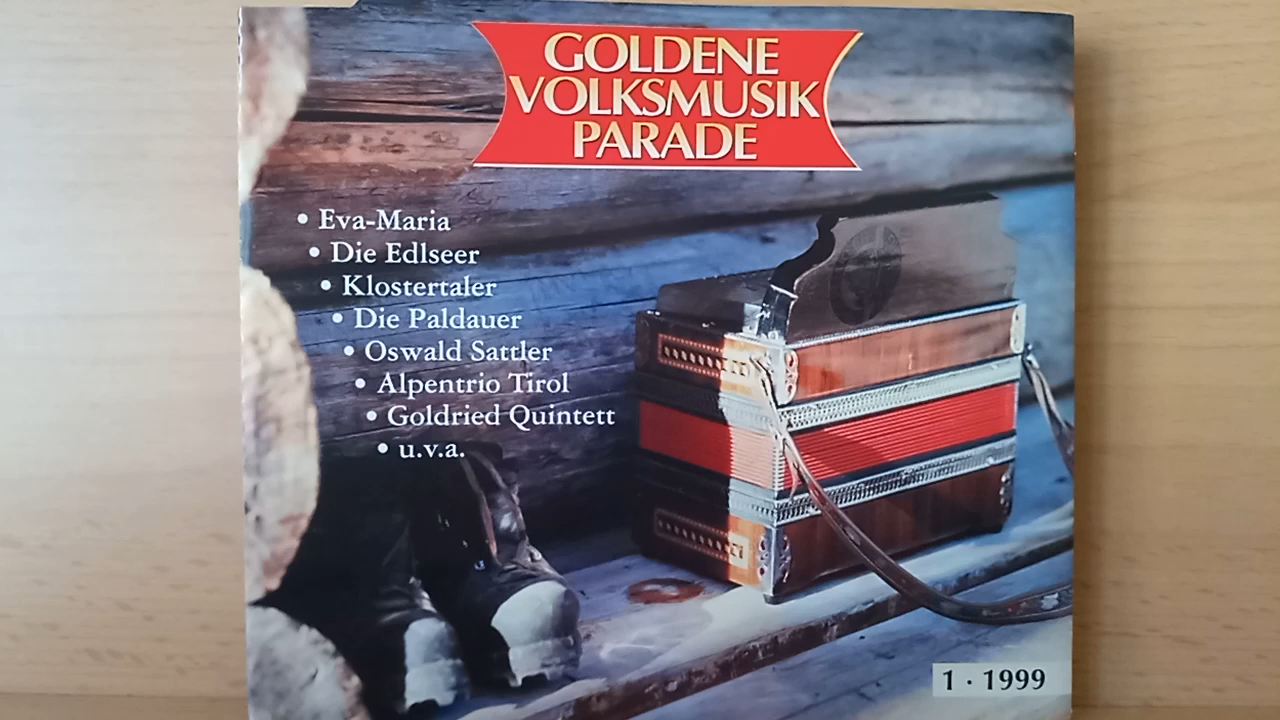 GOLDENE
VOLKSMUSIK
PARADE
• Eva-Maria
• Die Edlseer
• Klostertaler
• Die Paldauer
• Oswald Sattler
• Alpentrio Tirol
• Goldried Quintett
• u.v.a.
1 · 1999